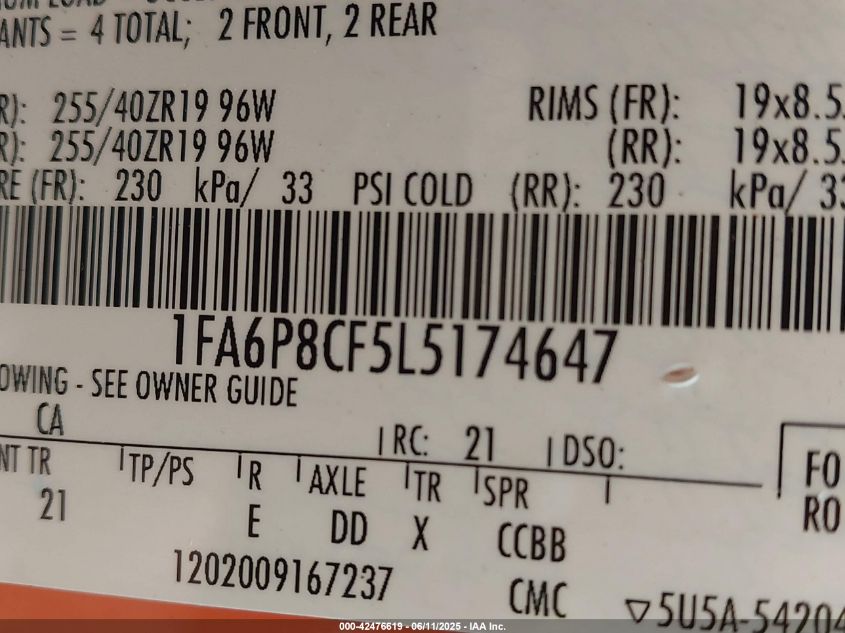 ANTS = 4 TOTAL; 2 FRONT, 2 REAR
R): 255/40ZR19 96W RIMS (FR): 19x8.5
R): 255/40ZR19 96W (RR): 19x8.5
RE (FR): 230 kPa/ 33 PSI COLD (RR): 230 kPa/ 33
1FA6P8CF5L5174647
OWING - SEE OWNER GUIDE
CA
RC: 21 DSO:
NT TR TP/PS R AXLE TR SPR
21 E DD X CCBB
FO
RO
1202009167237 CMC ▽5U5A-54204
000-42476619 - 06/11/2025 - IAA Inc.